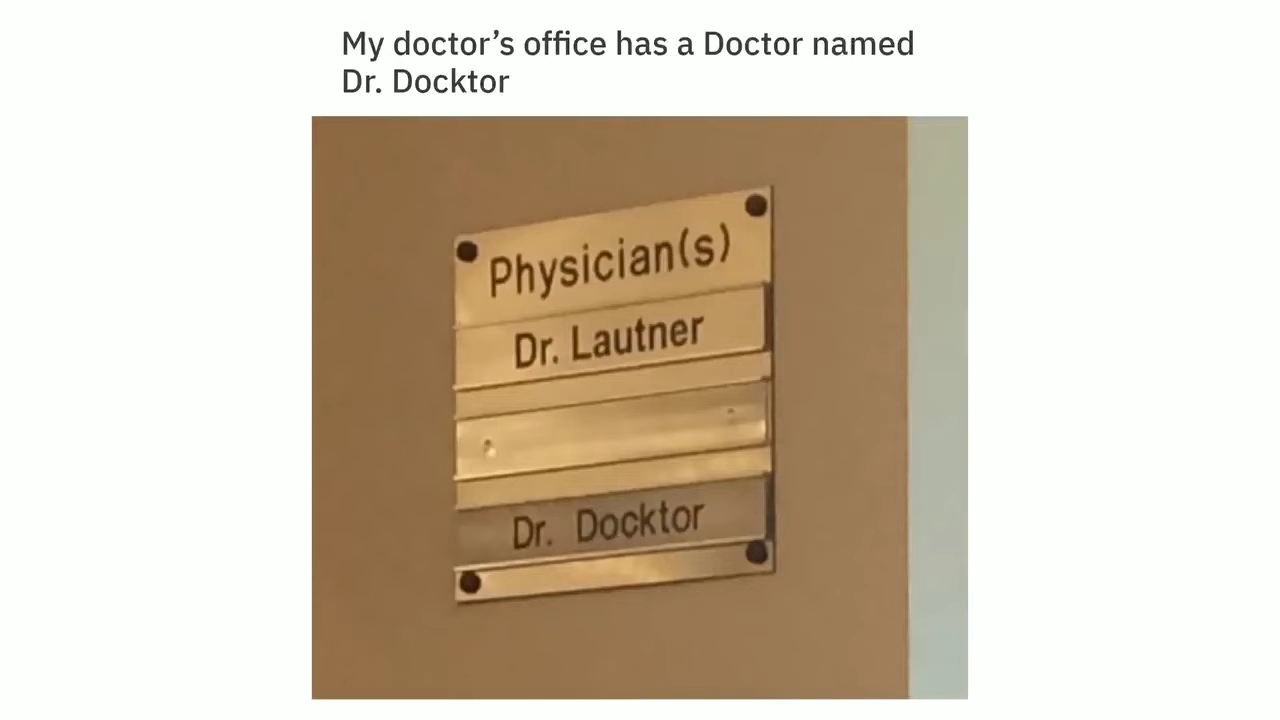 My doctor’s office has a Doctor named
Dr. Docktor
Physician(s)
Dr. Lautner
Dr. Docktor